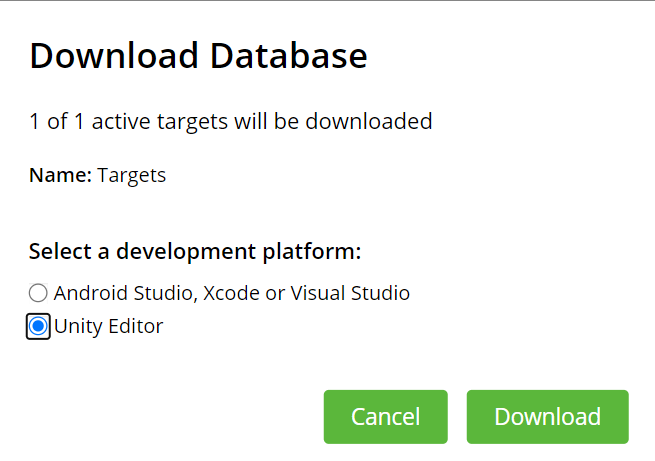 Download Database
1 of 1 active targets will be downloaded
Name: Targets
Select a development platform:
Android Studio, Xcode or Visual Studio
Unity Editor
Cancel
Download